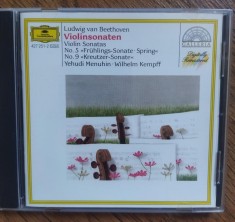 Ludwig van Beethoven
Violinsonaten
Violin Sonatas
No. 5 «Frühlings-Sonate · Spring»
No. 9 «Kreutzer-Sonate»
Yehudi Menuhin · Wilhelm Kempff